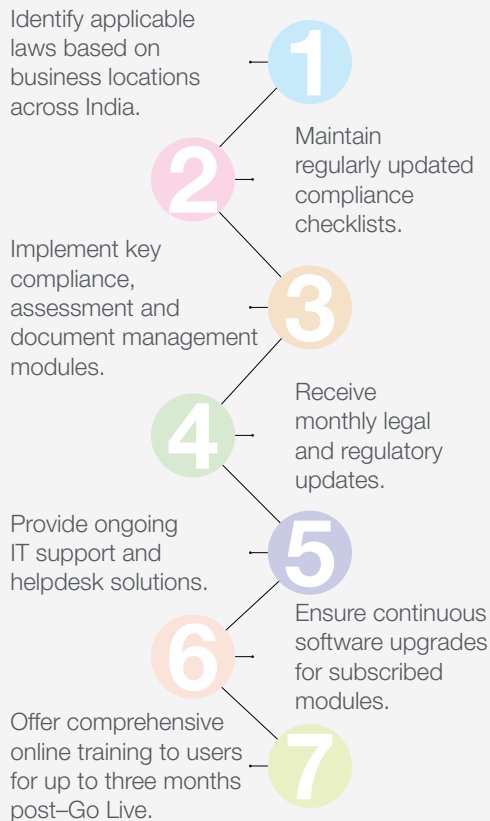 Identify applicable
laws based on
business locations
across India.
1
2
Maintain
regularly updated
compliance
checklists.
Implement key
compliance,
assessment and
document management
modules.
3
4
Receive
monthly legal
and regulatory
updates.
Provide ongoing
IT support and
helpdesk solutions.
5
6
Ensure continuous
software upgrades
for subscribed
modules.
Offer comprehensive
online training to users
for up to three months
post–Go Live.
7